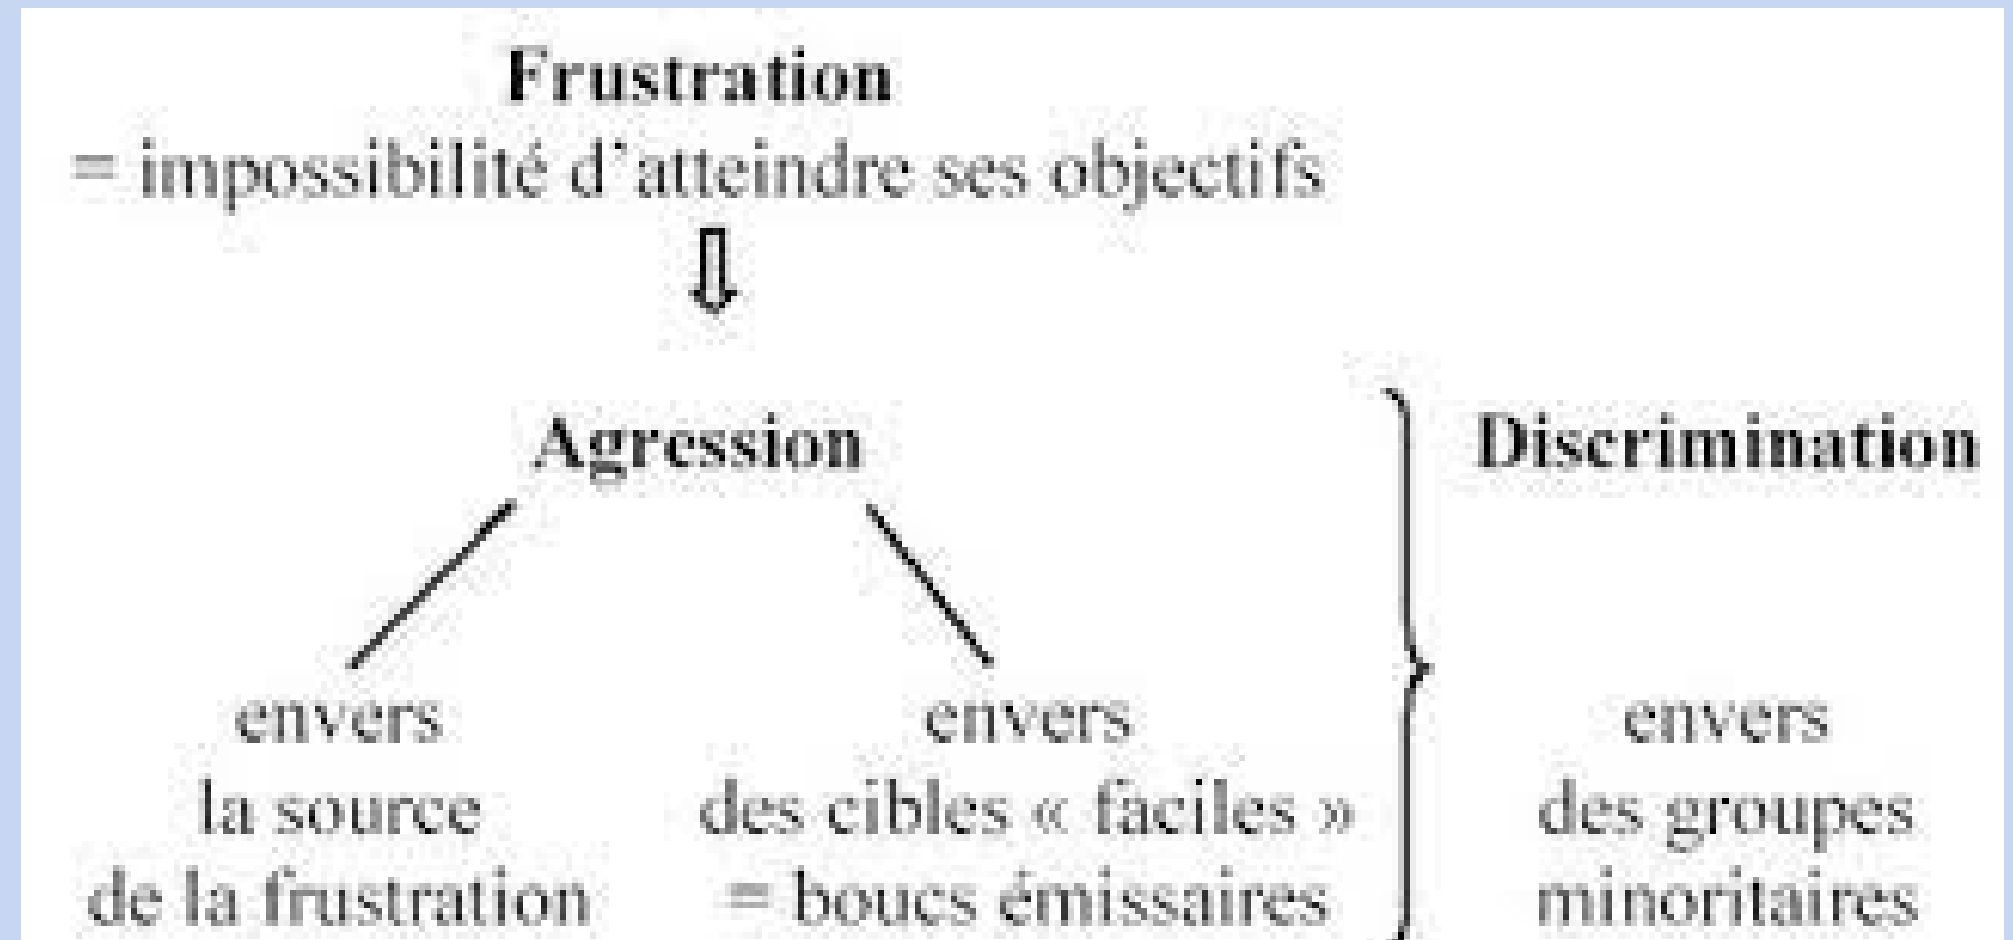 Frustration
= impossibilité d’atteindre ses objectifs
Agression
Discrimination
envers
la source
de la frustration
envers
des cibles « faciles »
= boucs émissaires
envers
des groupes
minoritaires